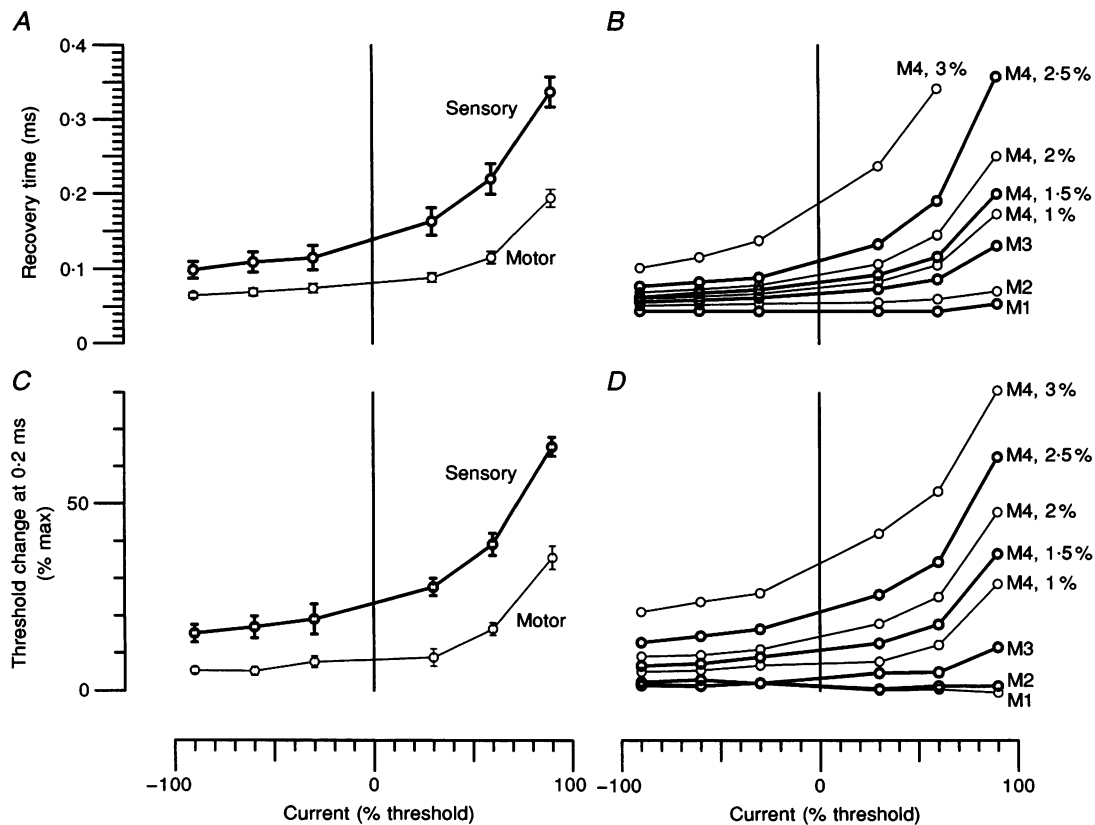 A
0·4
0·3
0·2
0·1
0
Recovery time (ms)
Sensory
Motor
B
M4, 3%
M4, 2·5%
M4, 2%
M4, 1·5%
M4, 1%
M3
M2
M1
C
50
0
Threshold change at 0·2 ms
(% max)
Sensory
Motor
−100
0
100
Current (% threshold)
D
M4, 3%
M4, 2·5%
M4, 2%
M4, 1·5%
M4, 1%
M3
M2
M1
−100
0
100
Current (% threshold)